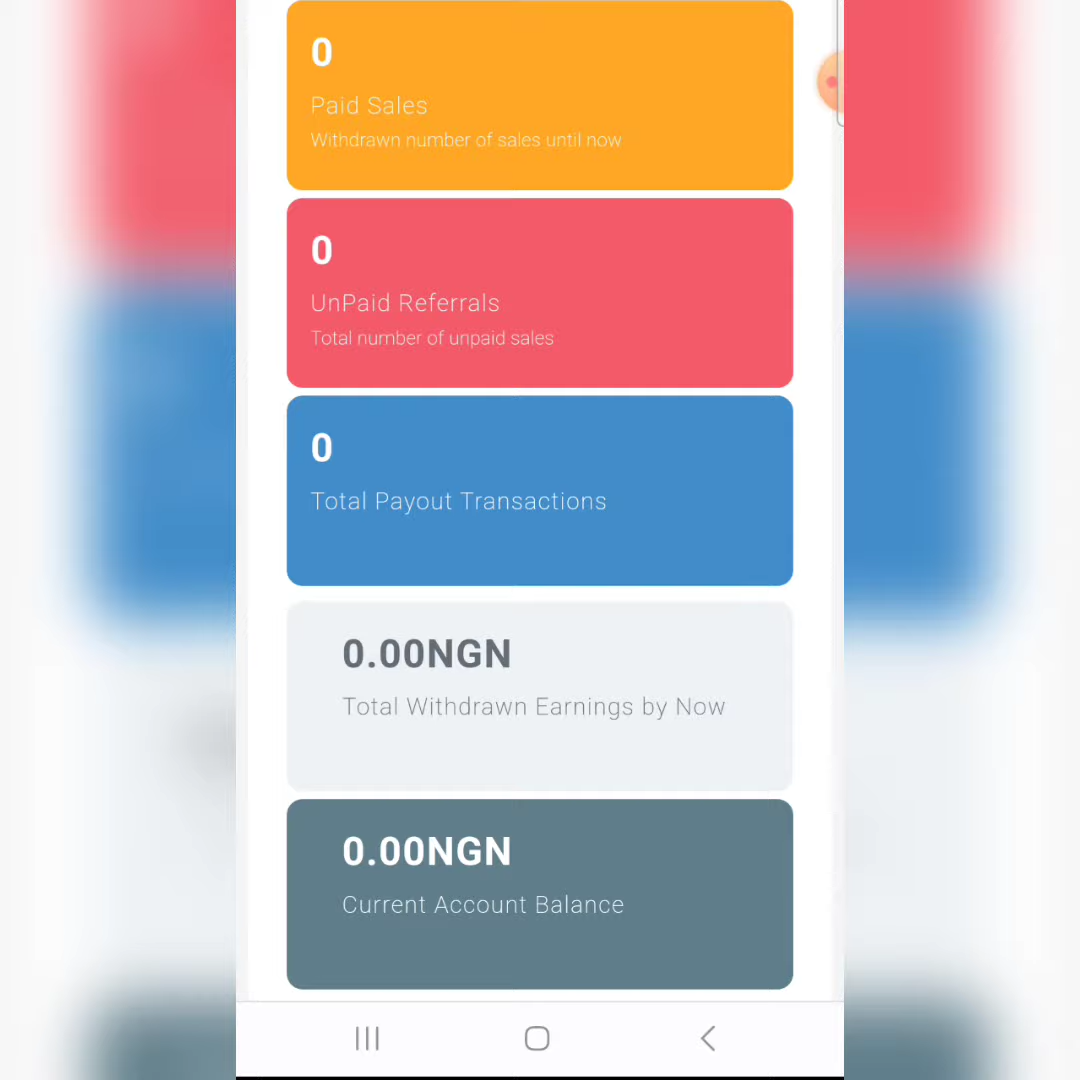 0
Paid Sales
Withdrawn number of sales until now
0
UnPaid Referrals
Total number of unpaid sales
0
Total Payout Transactions
0.00NGN
Total Withdrawn Earnings by Now
0.00NGN
Current Account Balance